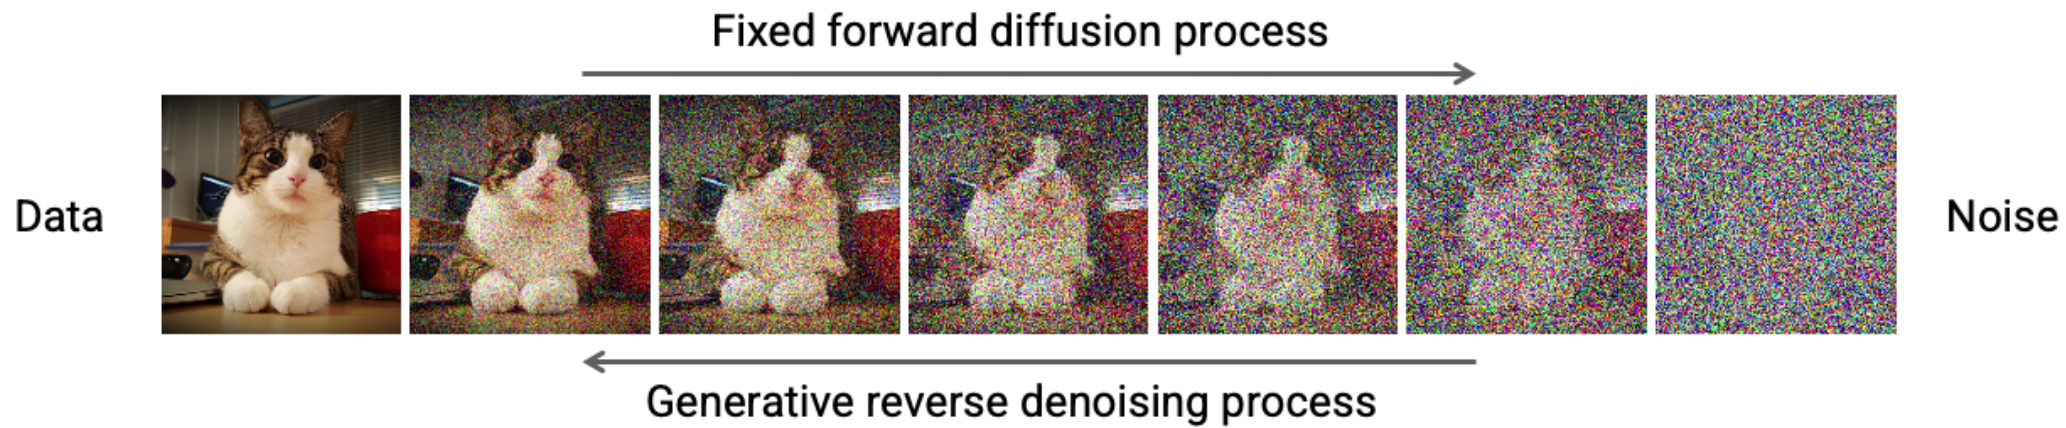 Fixed forward diffusion process
Data
Noise
Generative reverse denoising process